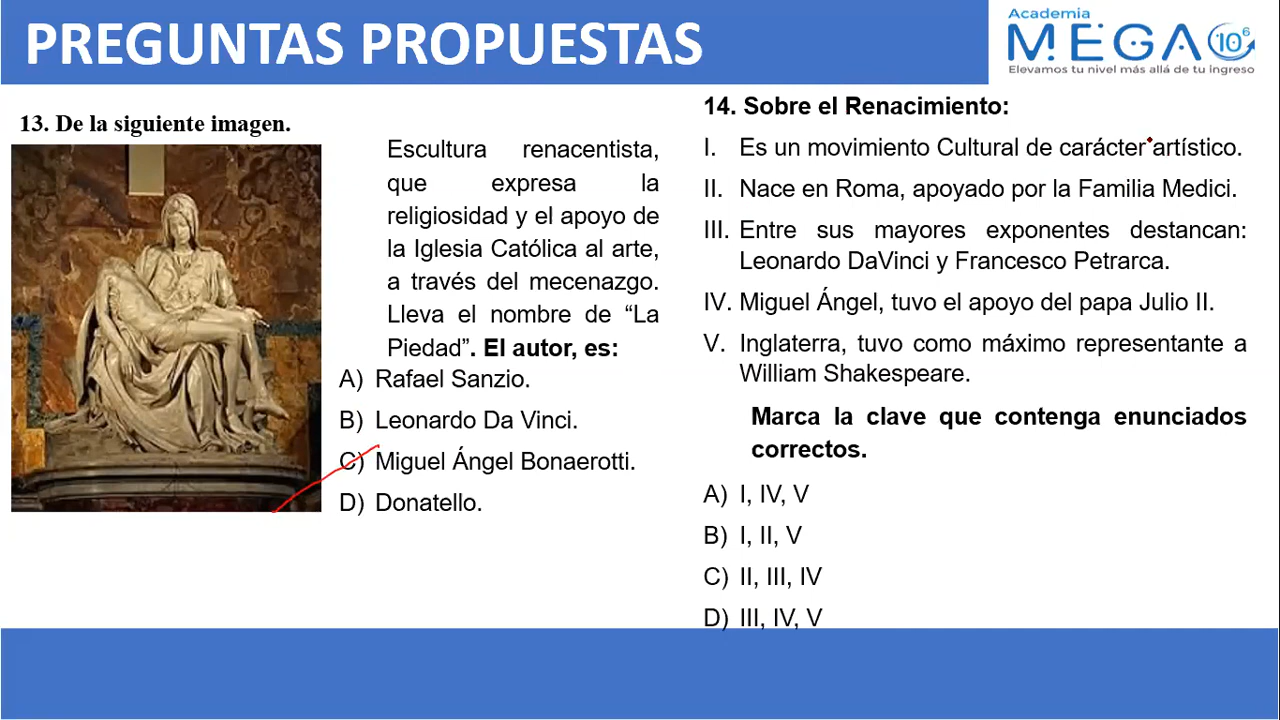 PREGUNTAS PROPUESTAS
Academia
MEGA 10⁶
Elevamos tu nivel más allá de tu ingreso
13. De la siguiente imagen.
Escultura renacentista,
que expresa la
religiosidad y el apoyo de
la Iglesia Católica al arte,
a través del mecenazgo.
Lleva el nombre de “La
Piedad”. El autor, es:
A) Rafael Sanzio.
B) Leonardo Da Vinci.
C) Miguel Ángel Bonaerotti.
D) Donatello.
14. Sobre el Renacimiento:
I. Es un movimiento Cultural de carácter artístico.
II. Nace en Roma, apoyado por la Familia Medici.
III. Entre sus mayores exponentes destancan:
Leonardo DaVinci y Francesco Petrarca.
IV. Miguel Ángel, tuvo el apoyo del papa Julio II.
V. Inglaterra, tuvo como máximo representante a
William Shakespeare.
Marca la clave que contenga enunciados
correctos.
A) I, IV, V
B) I, II, V
C) II, III, IV
D) III, IV, V